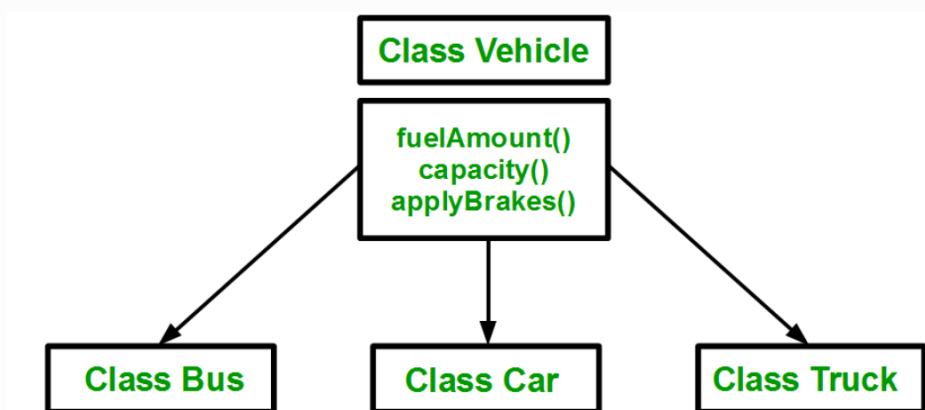 Class Vehicle
fuelAmount()
capacity()
applyBrakes()
Class Bus
Class Car
Class Truck